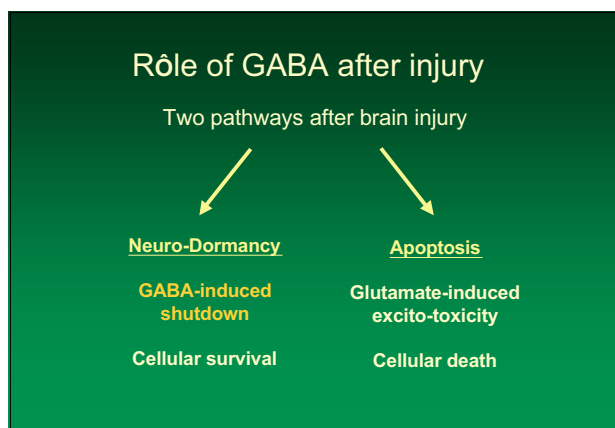 Rôle of GABA after injury
Two pathways after brain injury
Neuro-Dormancy
GABA-induced
shutdown
Cellular survival
Apoptosis
Glutamate-induced
excito-toxicity
Cellular death